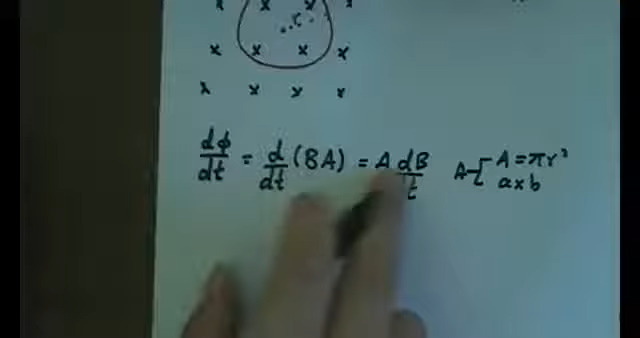 x x x x
r
x x x x
x x x x
dϕ/dt = d/dt (BA) = A dB/dt A-[ A = πr²
a x b